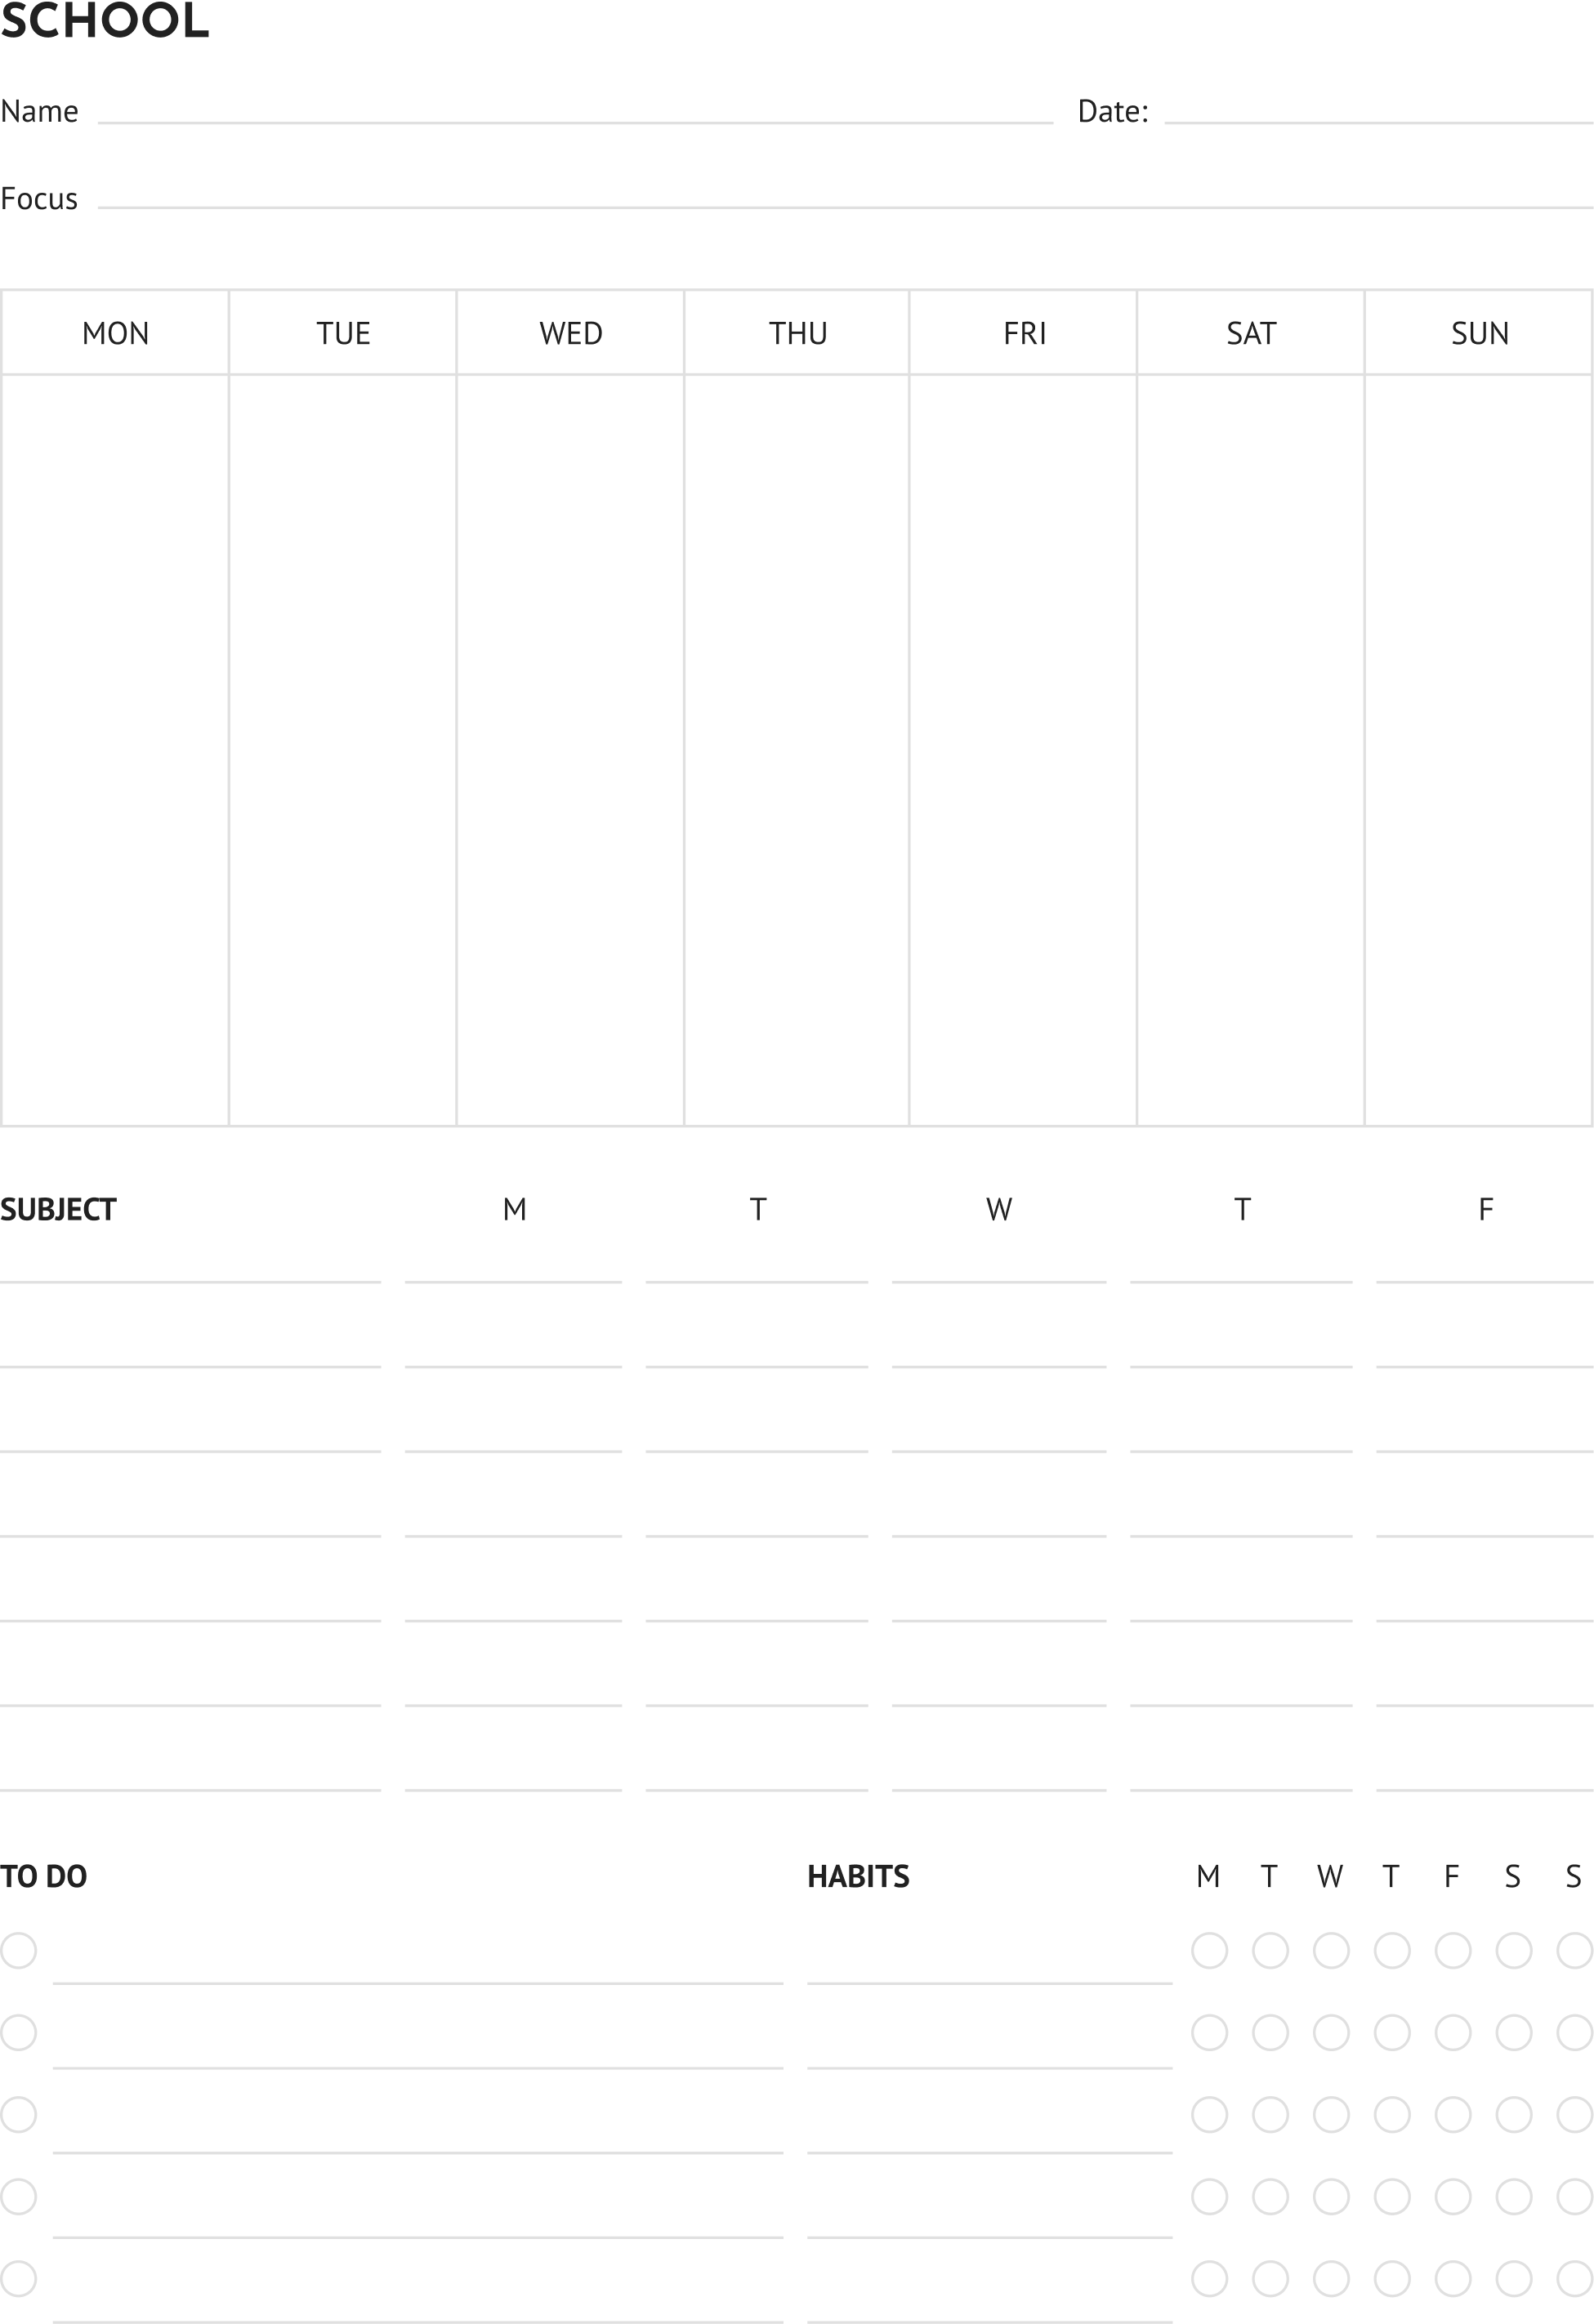 SCHOOL
Name Date:
Focus
MON TUE WED THU FRI SAT SUN
SUBJECT M T W T F
TO DO HABITS M T W T F S S